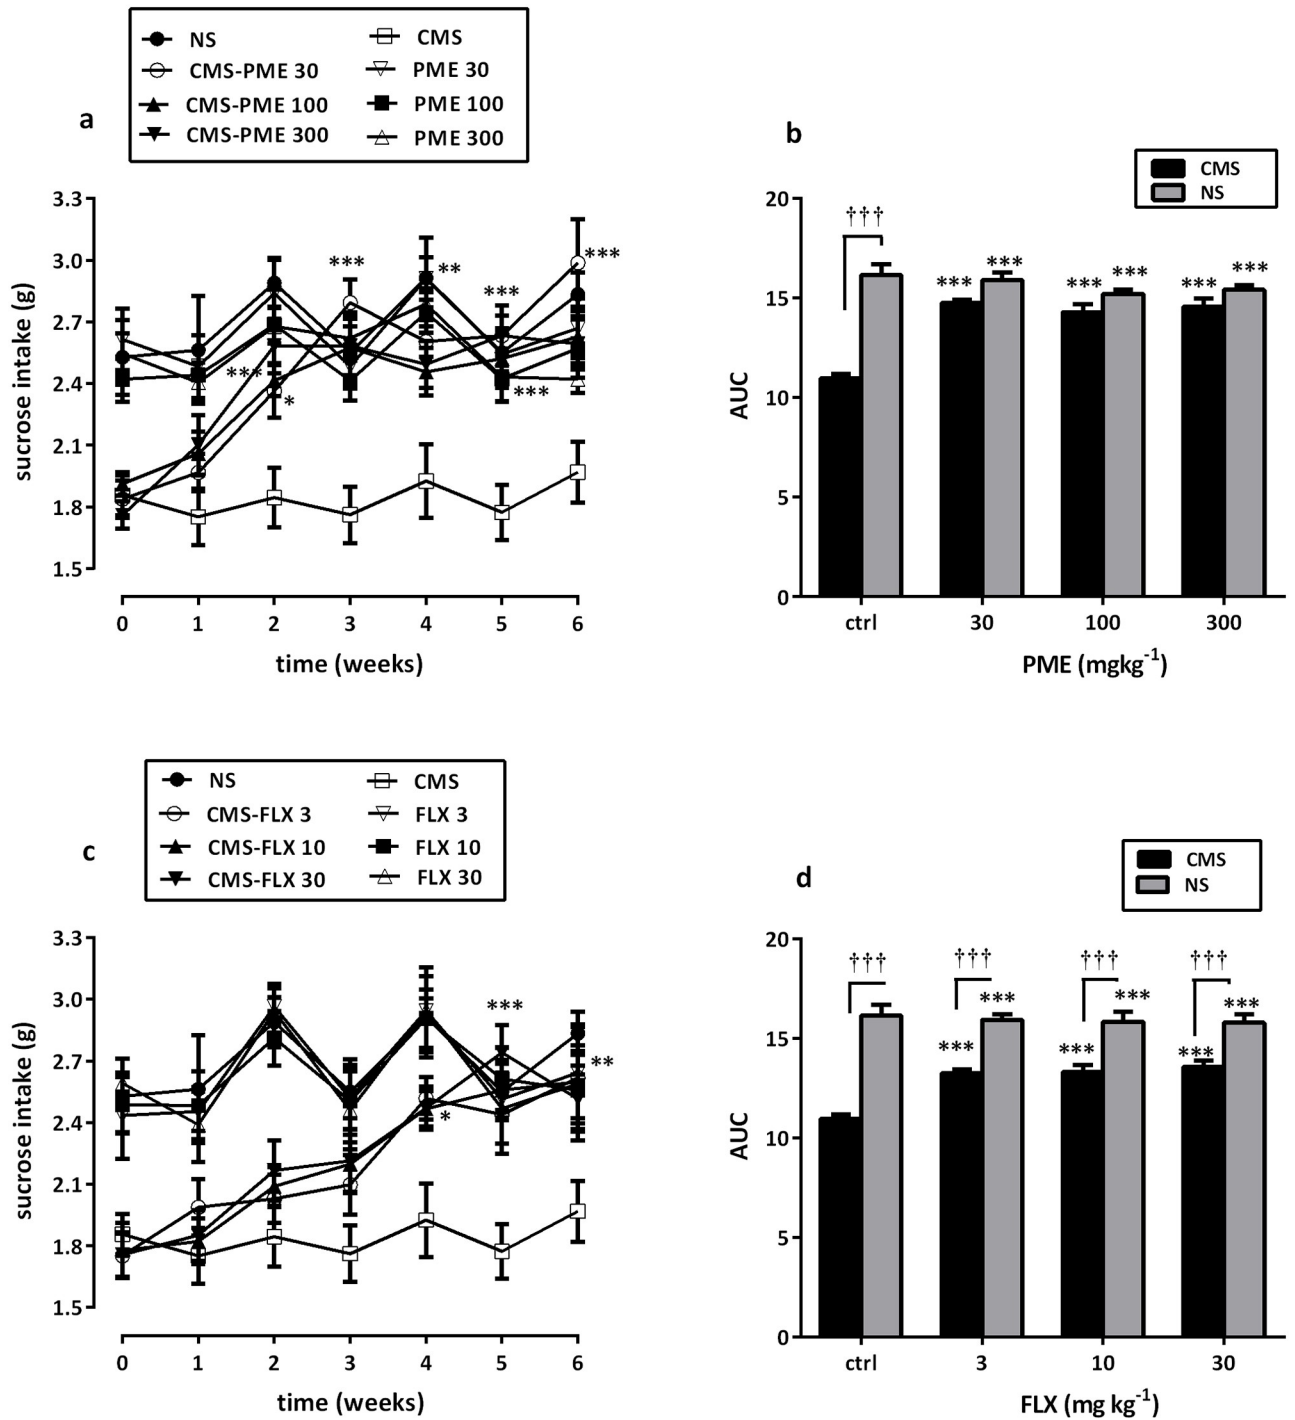 a
NS
CMS
CMS-PME 30
PME 30
CMS-PME 100
PME 100
CMS-PME 300
PME 300
sucrose intake (g)
3.3
3.0
2.7
2.4
2.1
1.8
1.5
***
**
***
***
***
*
***
0 1 2 3 4 5 6
time (weeks)
b
CMS
NS
AUC
20
15
10
5
0
†††
*** ***
*** ***
*** ***
ctrl 30 100 300
PME (mgkg⁻¹)
c
NS
CMS
CMS-FLX 3
FLX 3
CMS-FLX 10
FLX 10
CMS-FLX 30
FLX 30
sucrose intake (g)
3.3
3.0
2.7
2.4
2.1
1.8
1.5
***
**
*
0 1 2 3 4 5 6
time (weeks)
d
CMS
NS
AUC
20
15
10
5
0
††† ††† ††† †††
*** ***
*** ***
*** ***
ctrl 3 10 30
FLX (mg kg⁻¹)